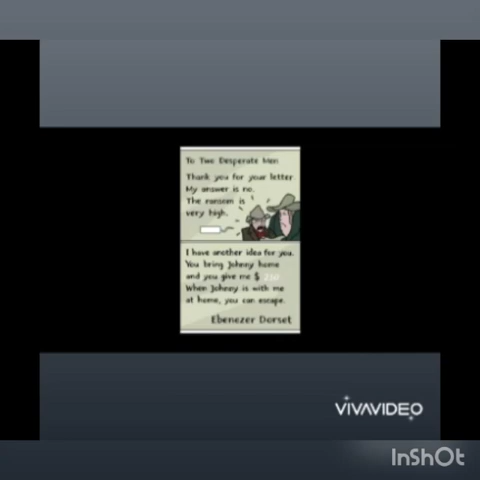 To Two Desperate Men
Thank you for your letter
My answer is no.
The ransom is
very high.
I have another idea for you.
You bring Johnny home
and you give me $ 250
When Johnny is with me
at home, you can escape.
Ebenezer Dorset
VIVAVIDEO
InShOt